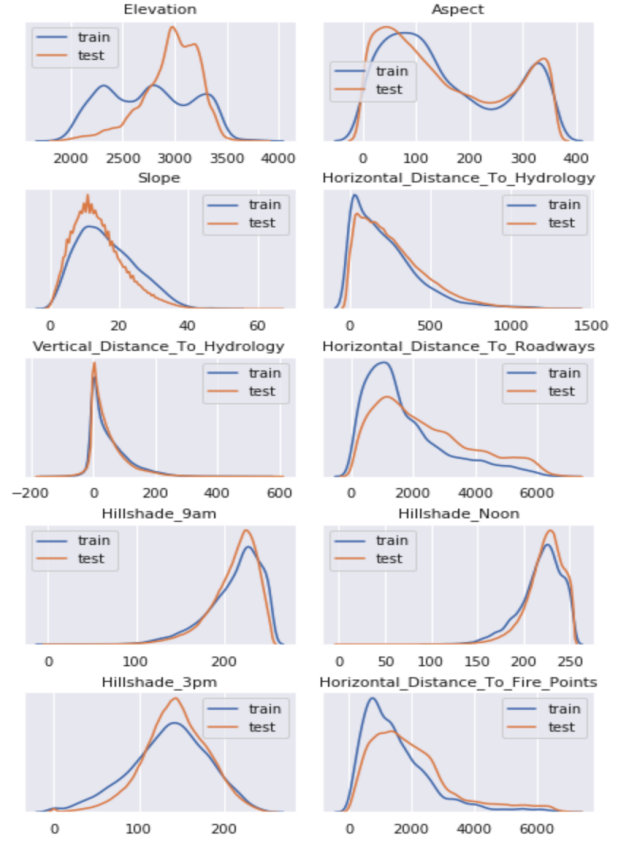 Elevation
train
test
2000 2500 3000 3500 4000
Aspect
train
test
0 100 200 300 400
Slope
train
test
0 20 40 60
Horizontal_Distance_To_Hydrology
train
test
0 500 1000 1500
Vertical_Distance_To_Hydrology
train
test
−200 0 200 400 600
Horizontal_Distance_To_Roadways
train
test
0 2000 4000 6000
Hillshade_9am
train
test
0 100 200
Hillshade_Noon
train
test
0 50 100 150 200 250
Hillshade_3pm
train
test
0 100 200
Horizontal_Distance_To_Fire_Points
train
test
0 2000 4000 6000